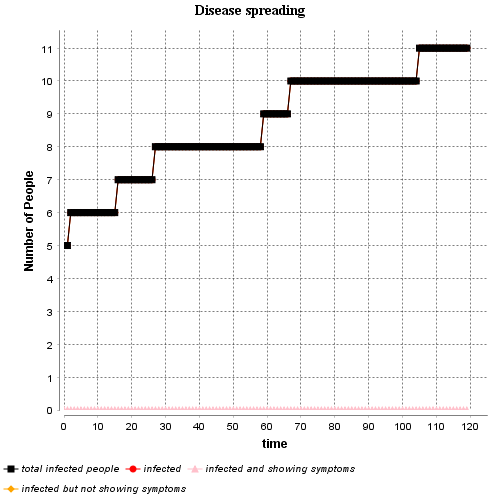 Disease spreading
11
10
9
8
7
6
5
4
3
2
1
0
Number of People
0 10 20 30 40 50 60 70 80 90 100 110 120
time
total infected people infected infected and showing symptoms
infected but not showing symptoms